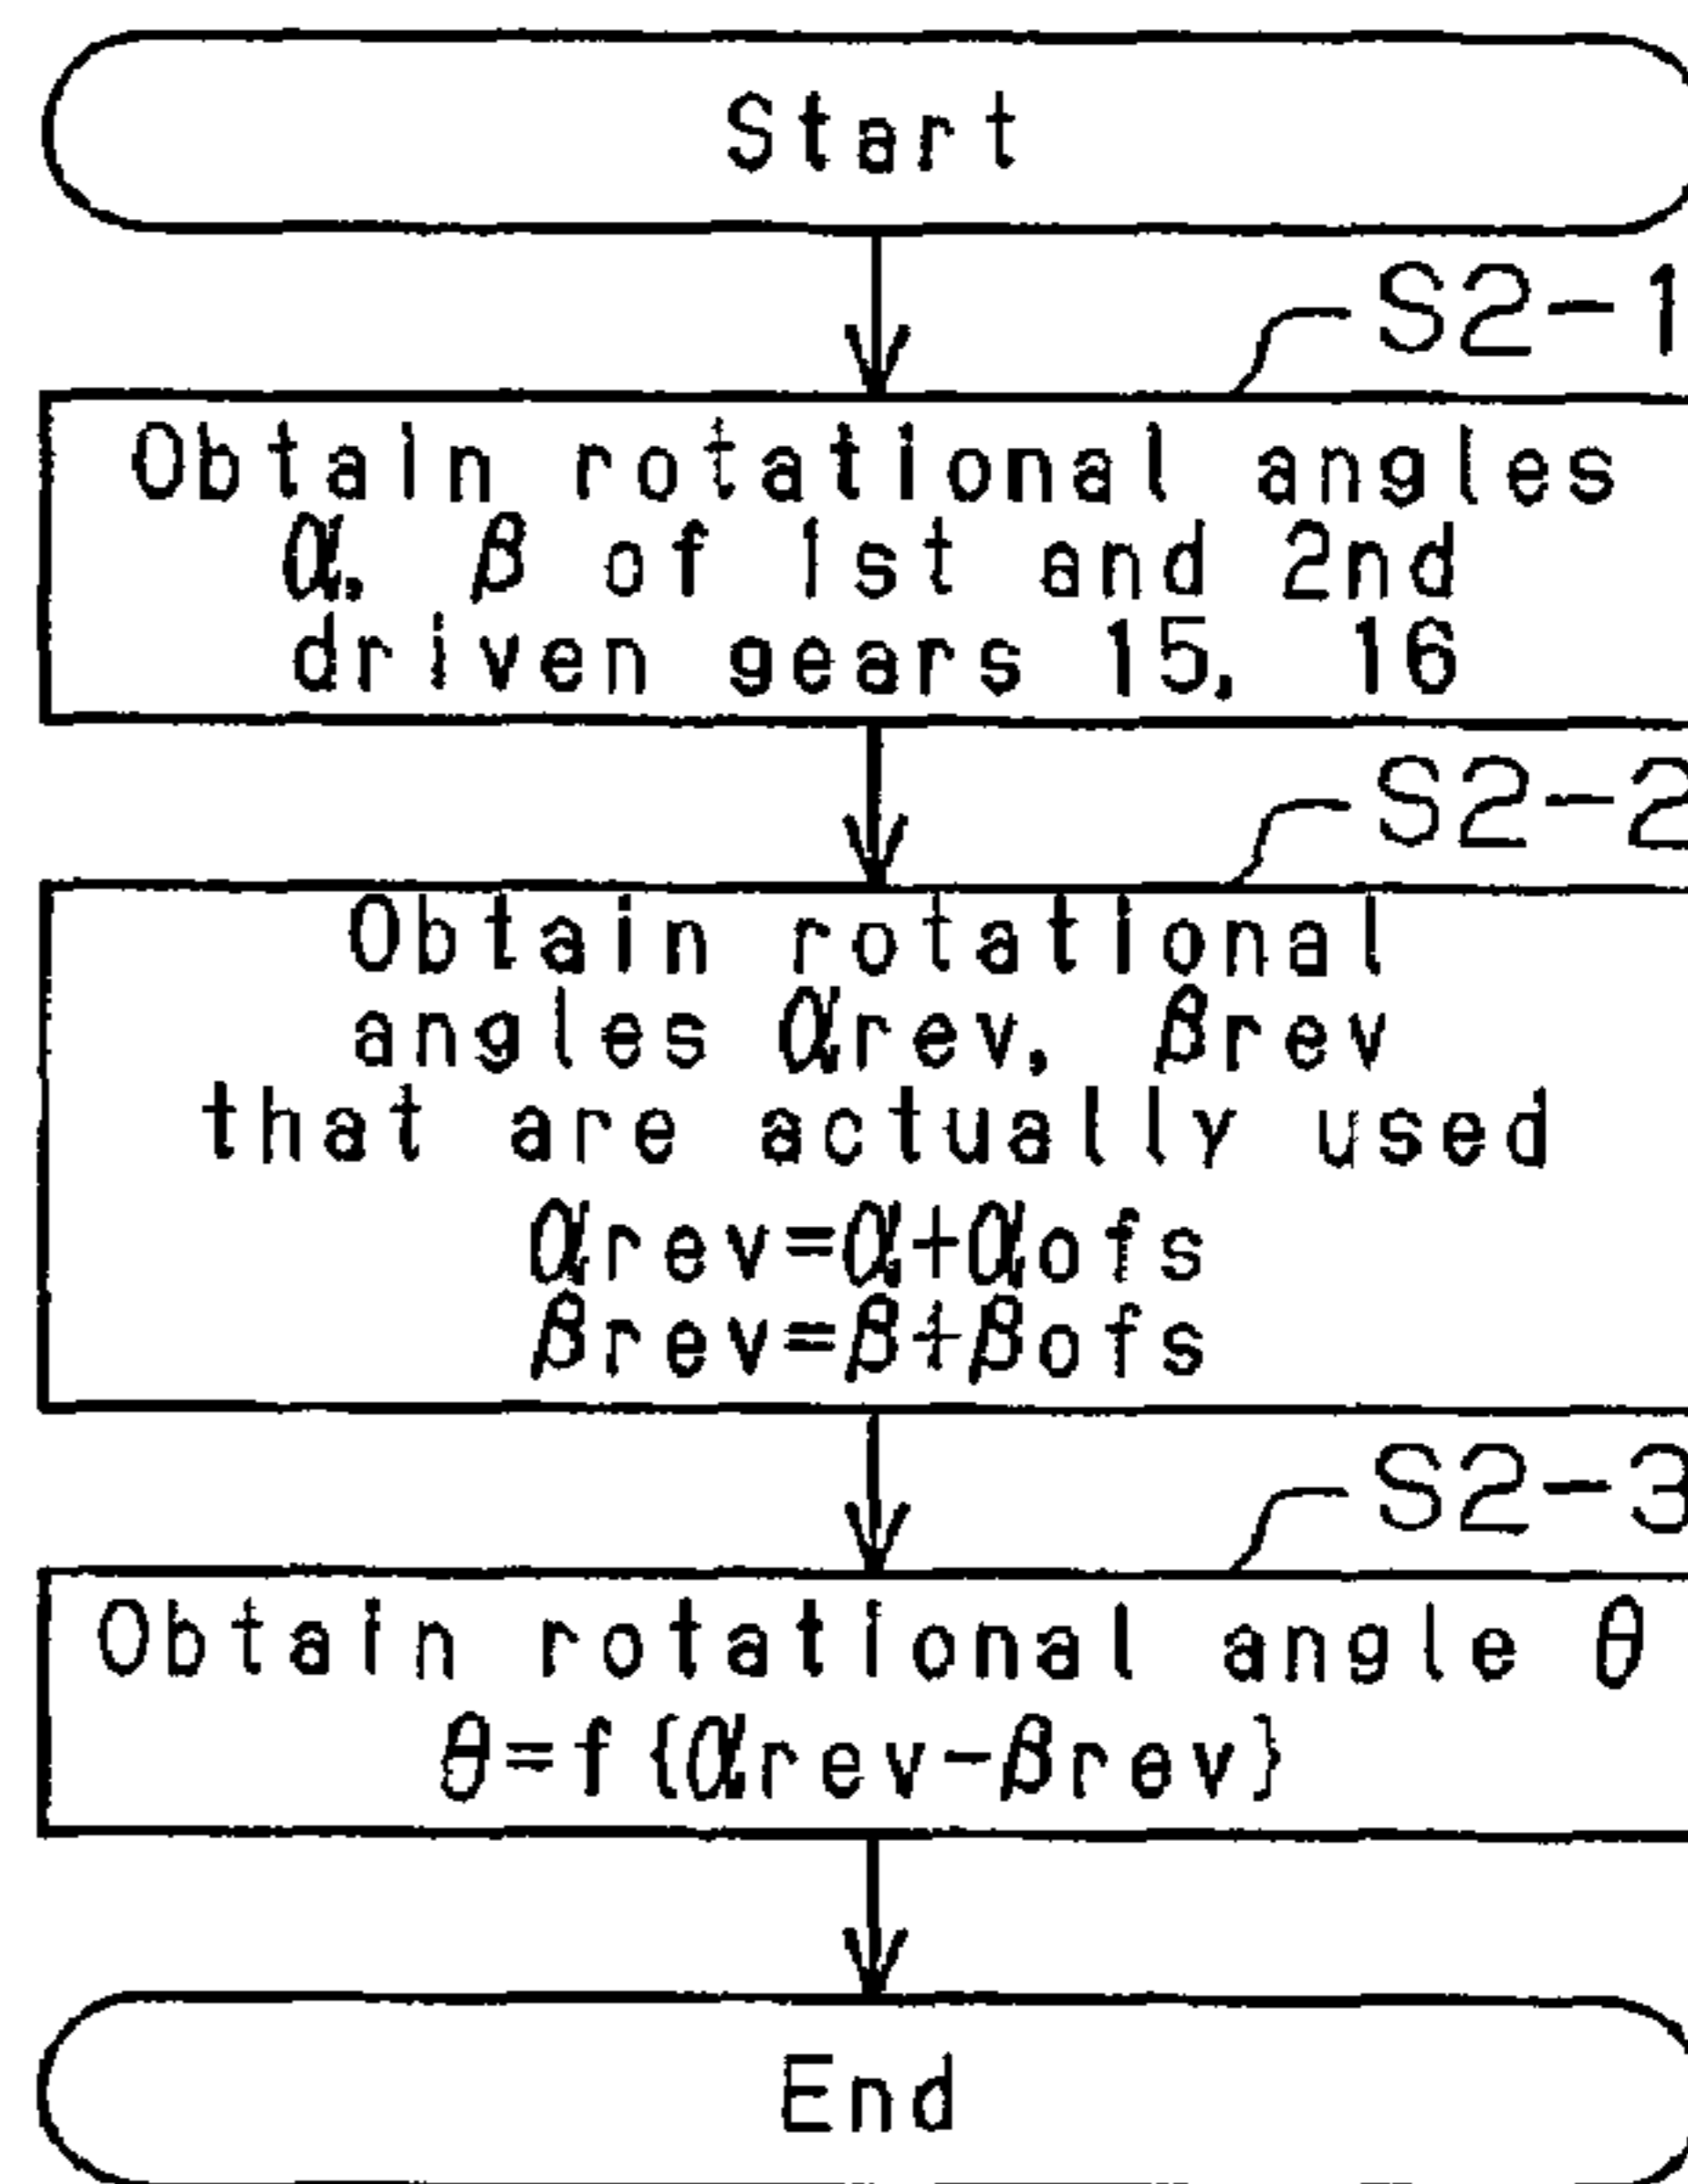 Start
S2-1
Obtain rotational angles
α, β of 1st and 2nd
driven gears 15, 16
S2-2
Obtain rotational
angles αrev, βrev
that are actually used
αrev=α+αofs
βrev=β+βofs
S2-3
Obtain rotational angle θ
θ=f{αrev-βrev}
End